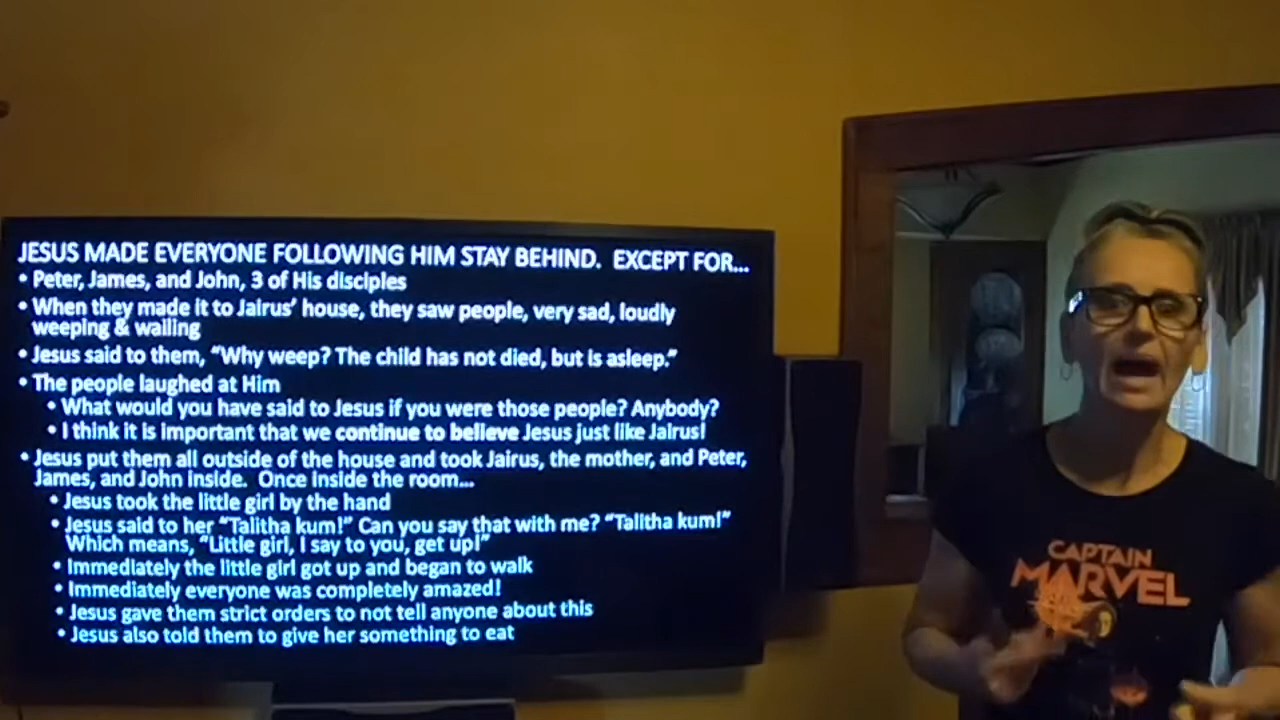 JESUS MADE EVERYONE FOLLOWING HIM STAY BEHIND. EXCEPT FOR...
• Peter, James, and John, 3 of His disciples
• When they made it to Jairus’ house, they saw people, very sad, loudly
weeping & wailing
• Jesus said to them, “Why weep? The child has not died, but is asleep.”
• The people laughed at Him
• What would you have said to Jesus if you were those people? Anybody?
• I think it is important that we continue to believe Jesus just like Jairus!
• Jesus put them all outside of the house and took Jairus, the mother, and Peter,
James, and John inside. Once inside the room...
• Jesus took the little girl by the hand
• Jesus said to her “Talitha kum!” Can you say that with me? “Talitha kum!”
Which means, “Little girl, I say to you, get up!”
• Immediately the little girl got up and began to walk
• Immediately everyone was completely amazed!
• Jesus gave them strict orders to not tell anyone about this
• Jesus also told them to give her something to eat
CAPTAIN
MARVEL